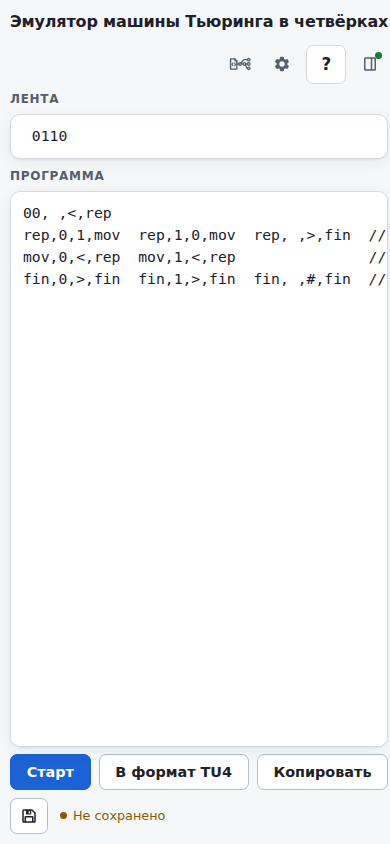 Эмулятор машины Тьюринга в четвёрках
?
ЛЕНТА
0110
ПРОГРАММА
00, ,<,rep
rep,0,1,mov  rep,1,0,mov  rep, ,>,fin  //
mov,0,<,rep  mov,1,<,rep               //
fin,0,>,fin  fin,1,>,fin  fin, ,#,fin  //
Старт
В формат TU4
Копировать
Не сохранено